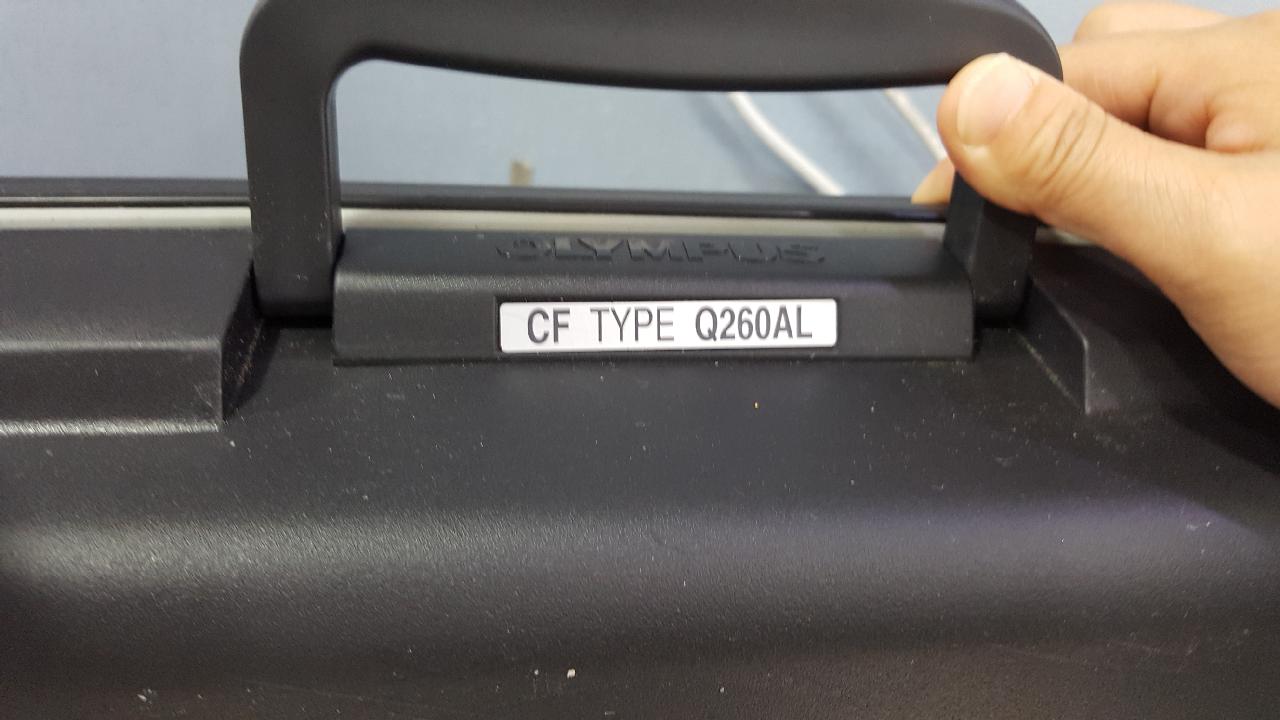 OLYMPUS
CF TYPE Q260AL